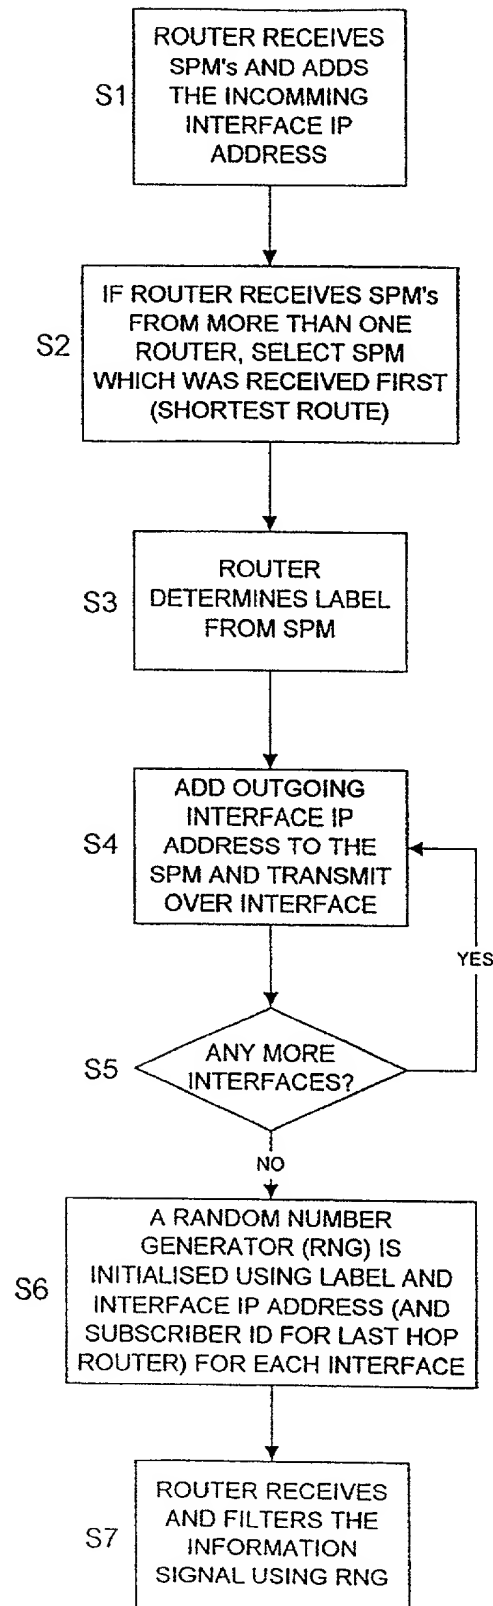 S1
ROUTER RECEIVES
SPM's AND ADDS
THE INCOMMING
INTERFACE IP
ADDRESS
S2
IF ROUTER RECEIVES SPM's
FROM MORE THAN ONE
ROUTER, SELECT SPM
WHICH WAS RECEIVED FIRST
(SHORTEST ROUTE)
S3
ROUTER
DETERMINES LABEL
FROM SPM
S4
ADD OUTGOING
INTERFACE IP
ADDRESS TO THE
SPM AND TRANSMIT
OVER INTERFACE
YES
S5
ANY MORE
INTERFACES?
NO
S6
A RANDOM NUMBER
GENERATOR (RNG) IS
INITIALISED USING LABEL AND
INTERFACE IP ADDRESS (AND
SUBSCRIBER ID FOR LAST HOP
ROUTER) FOR EACH INTERFACE
S7
ROUTER RECEIVES
AND FILTERS THE
INFORMATION
SIGNAL USING RNG